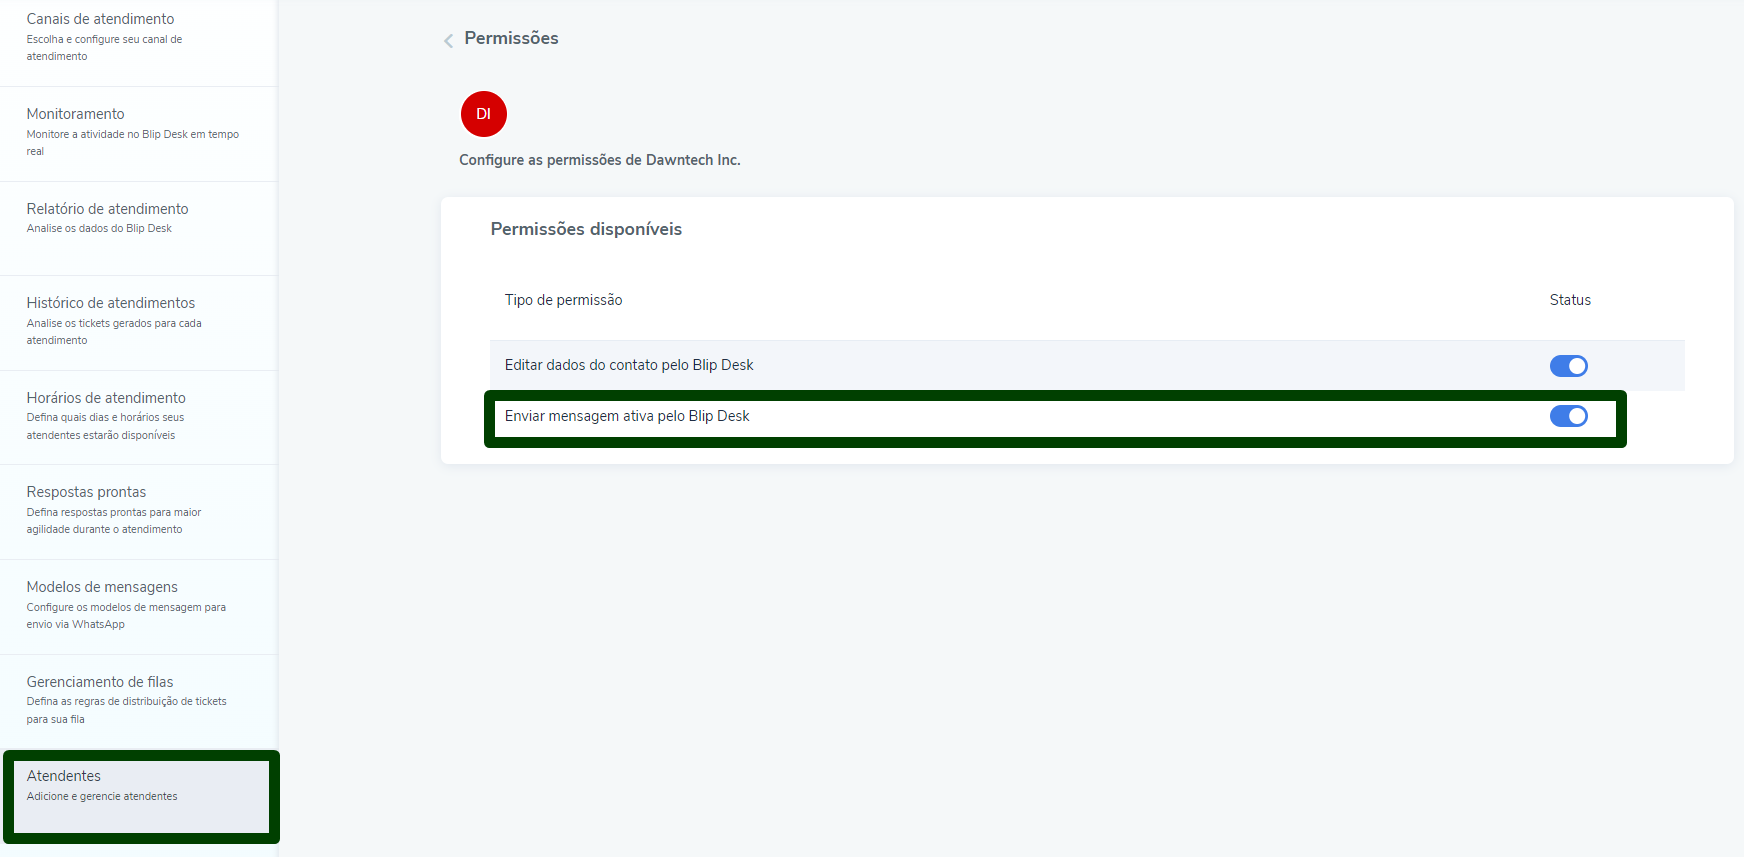 Canais de atendimento
Escolha e configure seu canal de
atendimento
Monitoramento
Monitore a atividade no Blip Desk em tempo
real
Relatório de atendimento
Analise os dados do Blip Desk
Histórico de atendimentos
Analise os tickets gerados para cada
atendimento
Horários de atendimento
Defina quais dias e horários seus
atendentes estarão disponíveis
Respostas prontas
Defina respostas prontas para maior
agilidade durante o atendimento
Modelos de mensagens
Configure os modelos de mensagem para
envio via WhatsApp
Gerenciamento de filas
Defina as regras de distribuição de tickets
para sua fila
Atendentes
Adicione e gerencie atendentes
Permissões
DI
Configure as permissões de Dawntech Inc.
Permissões disponíveis
Tipo de permissão Status
Editar dados do contato pelo Blip Desk
Enviar mensagem ativa pelo Blip Desk